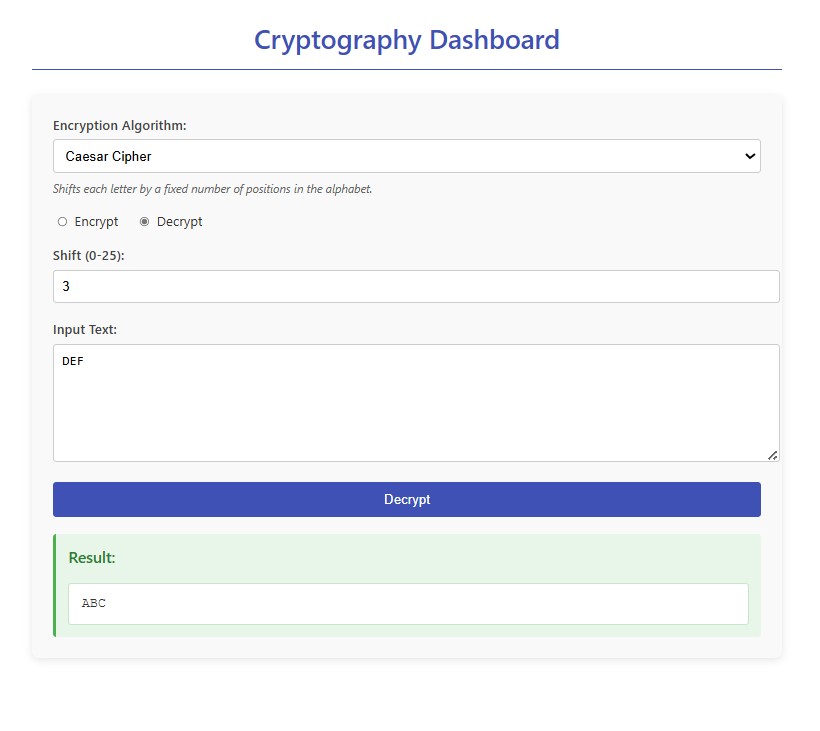 Cryptography Dashboard
Encryption Algorithm:
Caesar Cipher
Shifts each letter by a fixed number of positions in the alphabet.
Encrypt Decrypt
Shift (0-25):
3
Input Text:
DEF
Decrypt
Result:
ABC